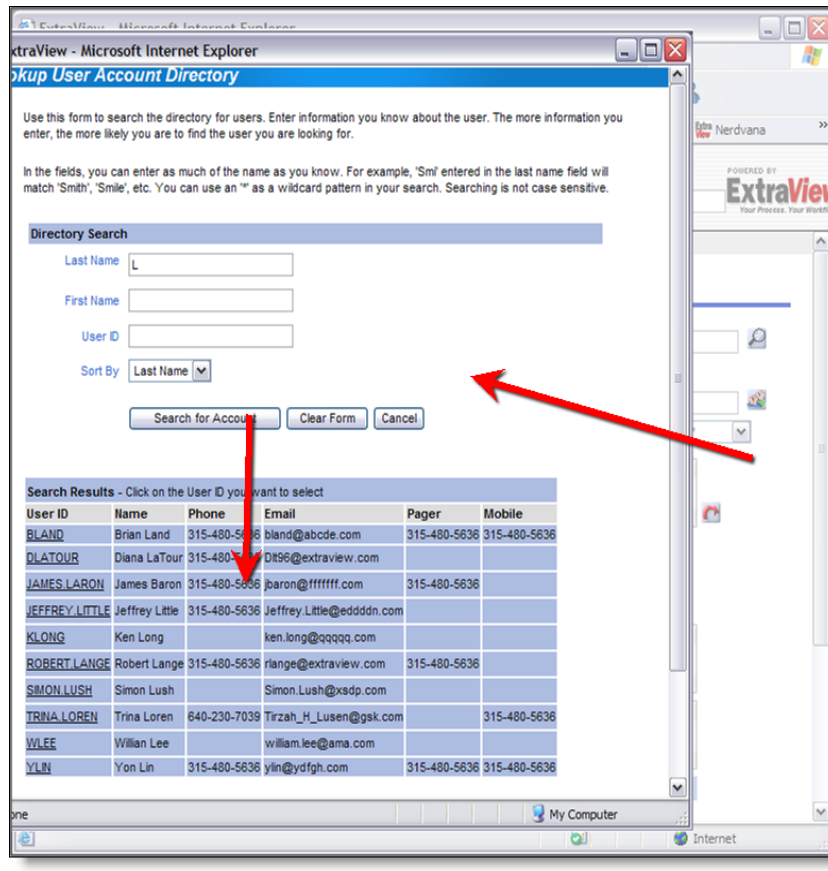 ExtraView - Microsoft Internet Explorer
xtraView - Microsoft Internet Explorer
okup User Account Directory
Use this form to search the directory for users. Enter information you know about the user. The more information you
enter, the more likely you are to find the user you are looking for.
In the fields, you can enter as much of the name as you know. For example, 'Smi' entered in the last name field will
match 'Smith', 'Smile', etc. You can use an '*' as a wildcard pattern in your search. Searching is not case sensitive.
Directory Search
Last Name L
First Name
User ID
Sort By Last Name
Search for Account Clear Form Cancel
Search Results - Click on the User ID you want to select
User ID Name Phone Email Pager Mobile
BLAND Brian Land 315-480-5636 bland@abcde.com 315-480-5636 315-480-5636
DLATOUR Diana LaTour 315-480-5636 Dlt96@extraview.com
JAMES.LARON James Baron 315-480-5636 jbaron@fffffff.com 315-480-5636
JEFFREY.LITTLE Jeffrey Little 315-480-5636 Jeffrey.Little@eddddn.com
KLONG Ken Long ken.long@qqqqq.com
ROBERT.LANGE Robert Lange 315-480-5636 rlange@extraview.com 315-480-5636
SIMON.LUSH Simon Lush Simon.Lush@xsdp.com
TRINA.LOREN Trina Loren 640-230-7039 Tirzah_H_Lusen@gsk.com 315-480-5636
WLEE Willian Lee william.lee@ama.com
YLIN Yon Lin 315-480-5636 ylin@ydfgh.com 315-480-5636 315-480-5636
one My Computer
Extra View Nerdvana »
POWERED BY
ExtraView
Your Process. Your Workfl
Internet